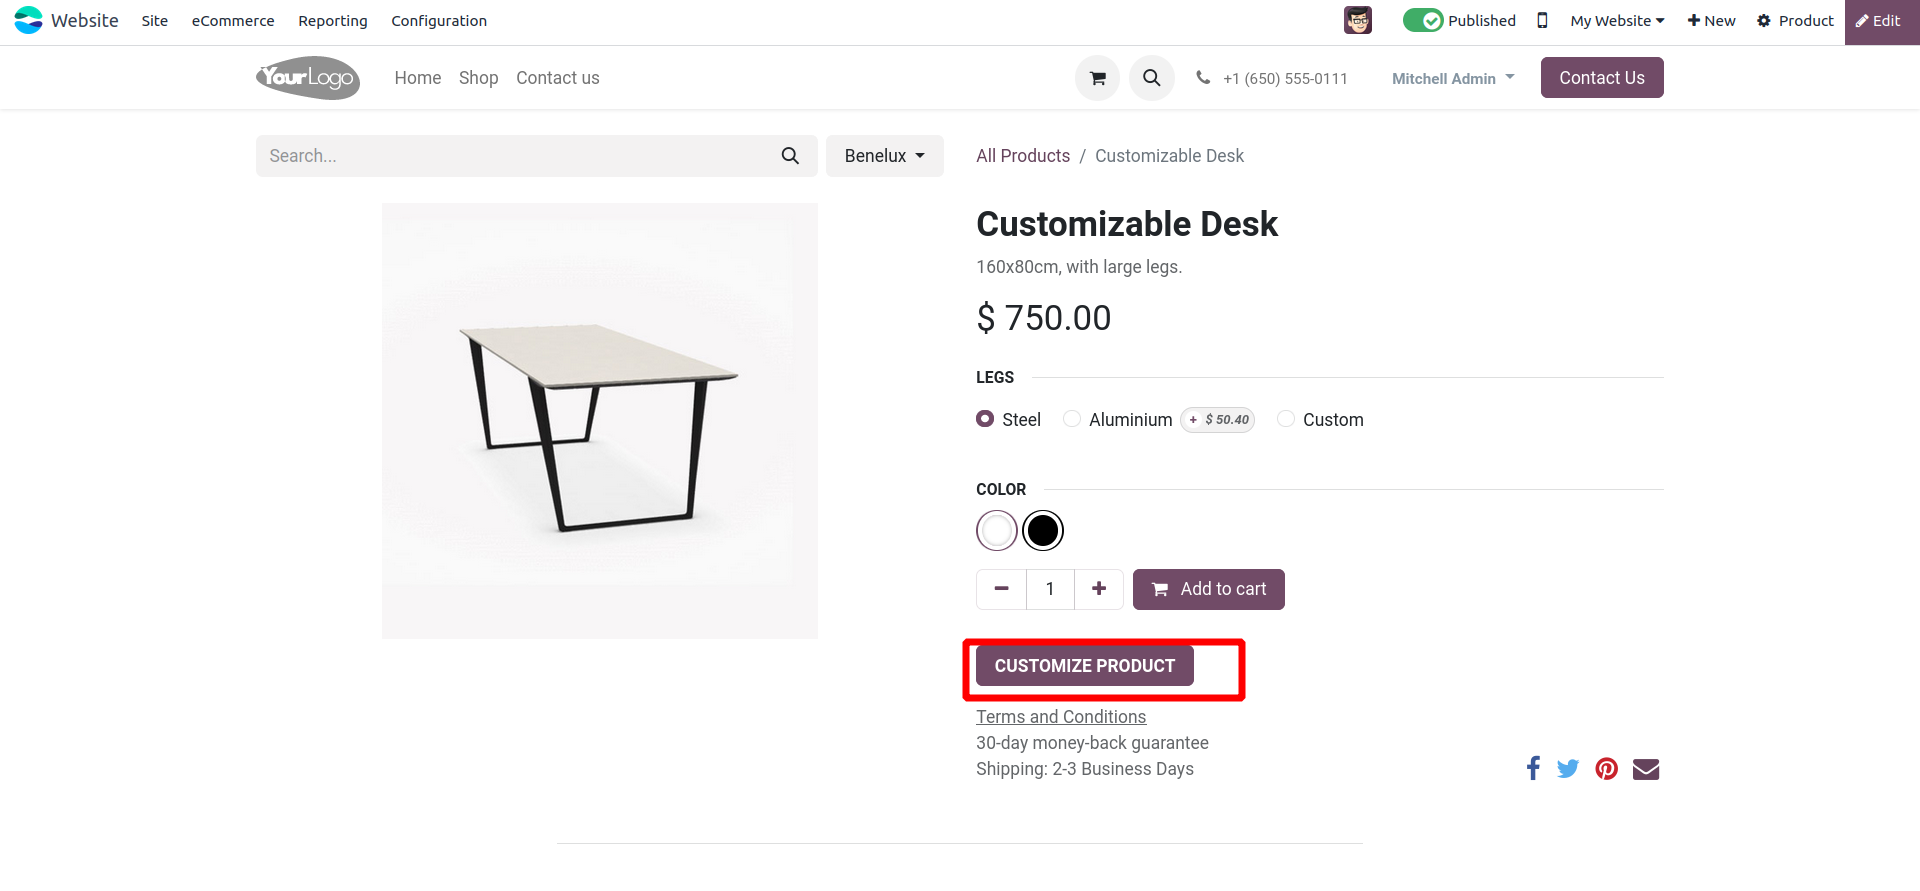 Website Site eCommerce Reporting Configuration Published My Website New Product Edit
YourLogo Home Shop Contact us +1 (650) 555-0111 Mitchell Admin Contact Us
Search... Benelux All Products / Customizable Desk
Customizable Desk
160x80cm, with large legs.
$ 750.00
LEGS
Steel Aluminium + $ 50.40 Custom
COLOR
1 Add to cart
CUSTOMIZE PRODUCT
Terms and Conditions
30-day money-back guarantee
Shipping: 2-3 Business Days